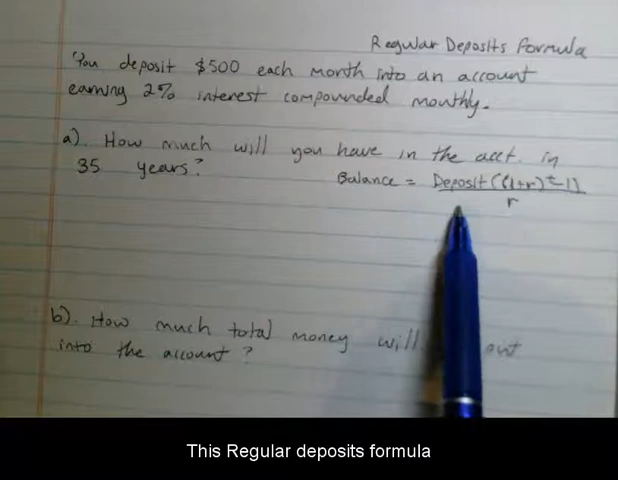 Regular Deposits Formula
You deposit $500 each month into an account
earning 2% interest compounded monthly.
a). How much will you have in the acct. in
35 years?
Balance = Deposit((1+r)^t-1)
r
b). How much total money will out
into the account?
This Regular deposits formula